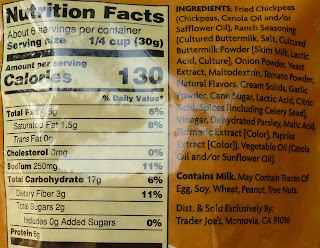 Nutrition Facts
About 6 servings per container
Serving size 1/4 cup (30g)
Amount per serving
Calories 130
% Daily Value*
Total Fat 5g 6%
Saturated Fat 1.5g 8%
Trans Fat 0g
Cholesterol 0mg 0%
Sodium 250mg 11%
Total Carbohydrate 17g 6%
Dietary Fiber 3g 11%
Total Sugars 2g
Includes 0g Added Sugars 0%
Protein 6g
INGREDIENTS: Fried Chickpeas
(Chickpeas, Canola Oil and/or
Safflower Oil), Ranch Seasoning
(Cultured Buttermilk, Salt, Cultured
Buttermilk Powder [Skim Milk, Lactic
Acid, Culture], Onion Powder, Yeast
Extract, Maltodextrin, Tomato Powder,
Natural Flavors, Cream Solids, Garlic
Powder, Cane Sugar, Lactic Acid, Citric
Acid, Spices [Including Celery Seed],
Vinegar, Dehydrated Parsley, Malic Acid,
Turmeric Extract [Color], Paprika
Extract [Color]), Vegetable Oil (Canola
Oil and/or Sunflower Oil).
Contains Milk. May Contain Traces Of
Egg, Soy, Wheat, Peanut, Tree Nuts.
Dist. & Sold Exclusively By:
Trader Joe's, Monrovia, CA 91016